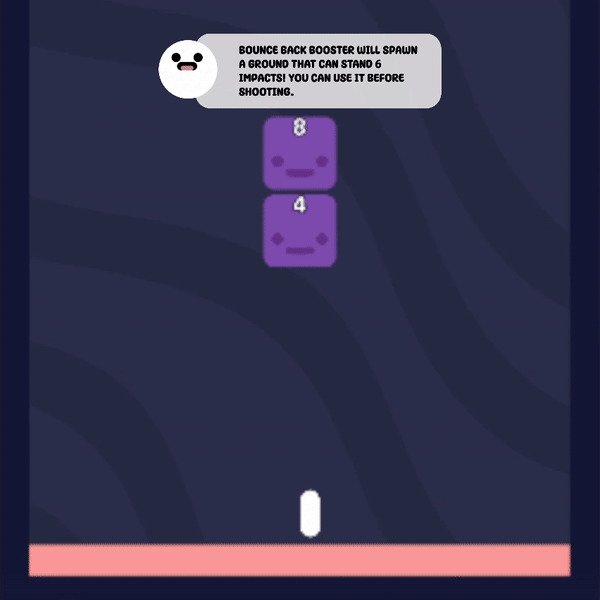 BOUNCE BACK BOOSTER WILL SPAWN
A GROUND THAT CAN STAND 6
IMPACTS! YOU CAN USE IT BEFORE
SHOOTING.
8
4